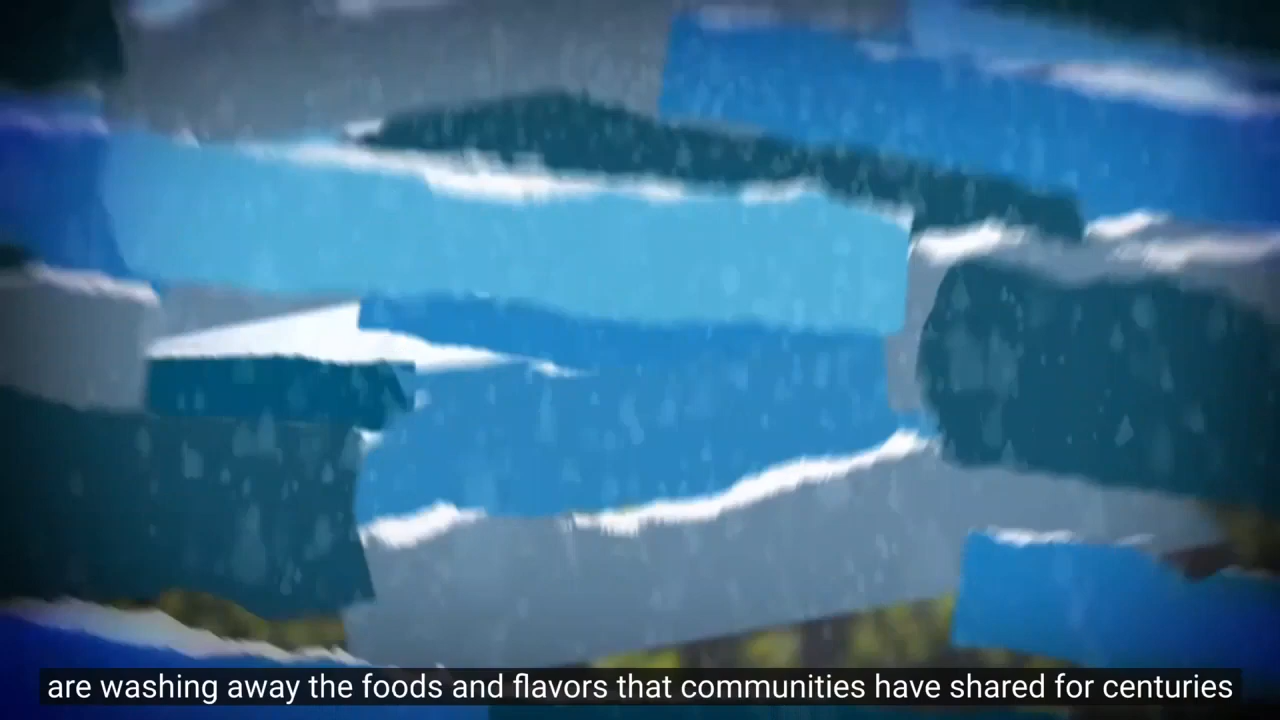 are washing away the foods and flavors that communities have shared for centuries